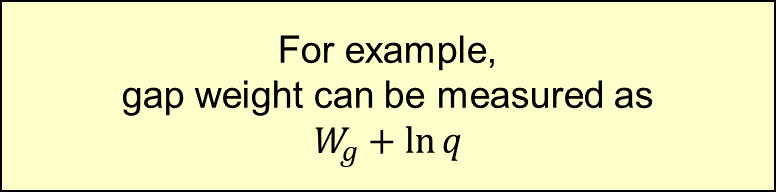 For example,
gap weight can be measured as
$W_g + \ln q$